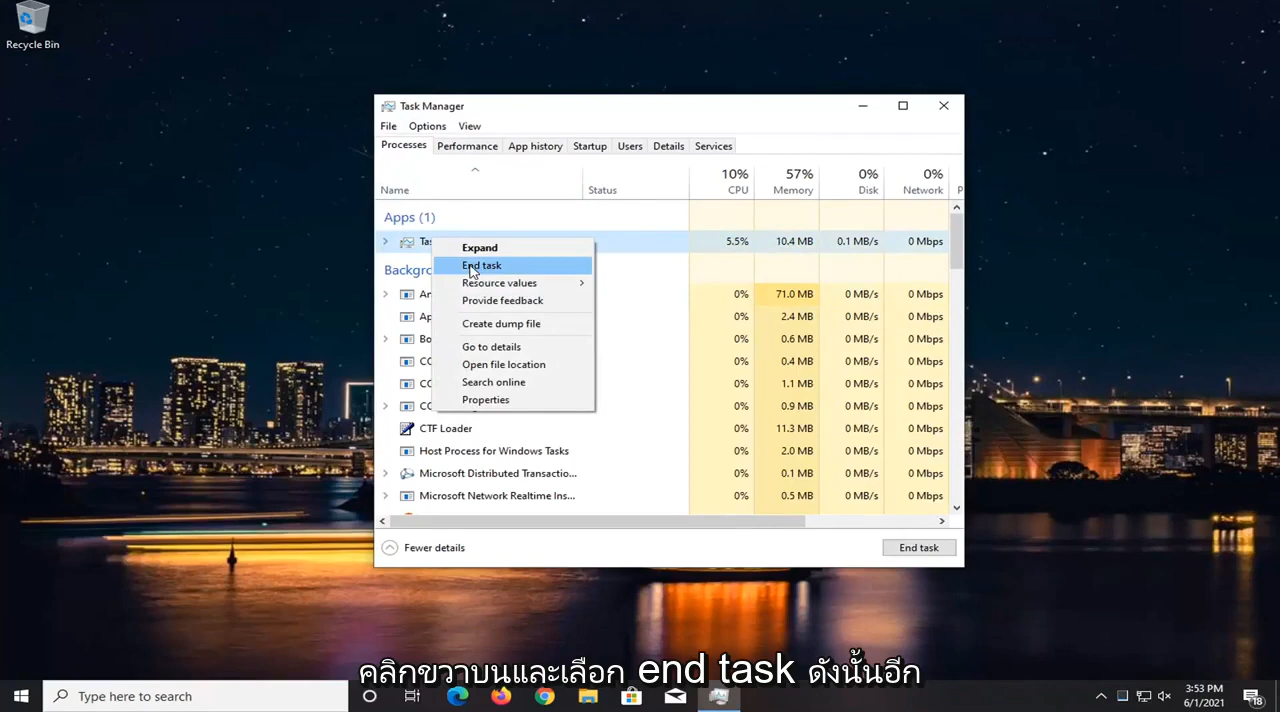 Recycle Bin
Task Manager
File Options View
Processes Performance App history Startup Users Details Services
10% 57% 0% 0%
Name Status CPU Memory Disk Network P
Apps (1)
5.5% 10.4 MB 0.1 MB/s 0 Mbps
Expand
End task
Resource values
Provide feedback
Create dump file
Go to details
Open file location
Search online
Properties
0% 71.0 MB 0 MB/s 0 Mbps
0% 2.4 MB 0 MB/s 0 Mbps
0% 0.6 MB 0 MB/s 0 Mbps
0% 0.4 MB 0 MB/s 0 Mbps
0% 1.1 MB 0 MB/s 0 Mbps
0% 0.9 MB 0 MB/s 0 Mbps
CTF Loader 0% 11.3 MB 0 MB/s 0 Mbps
Host Process for Windows Tasks 0% 2.0 MB 0 MB/s 0 Mbps
Microsoft Distributed Transactio... 0% 0.1 MB 0 MB/s 0 Mbps
Microsoft Network Realtime Ins... 0% 0.5 MB 0 MB/s 0 Mbps
Fewer details End task
คลิกขวาบนและเลือก end task ดังนั้นอีก
Type here to search
3:53 PM
6/1/2021
18